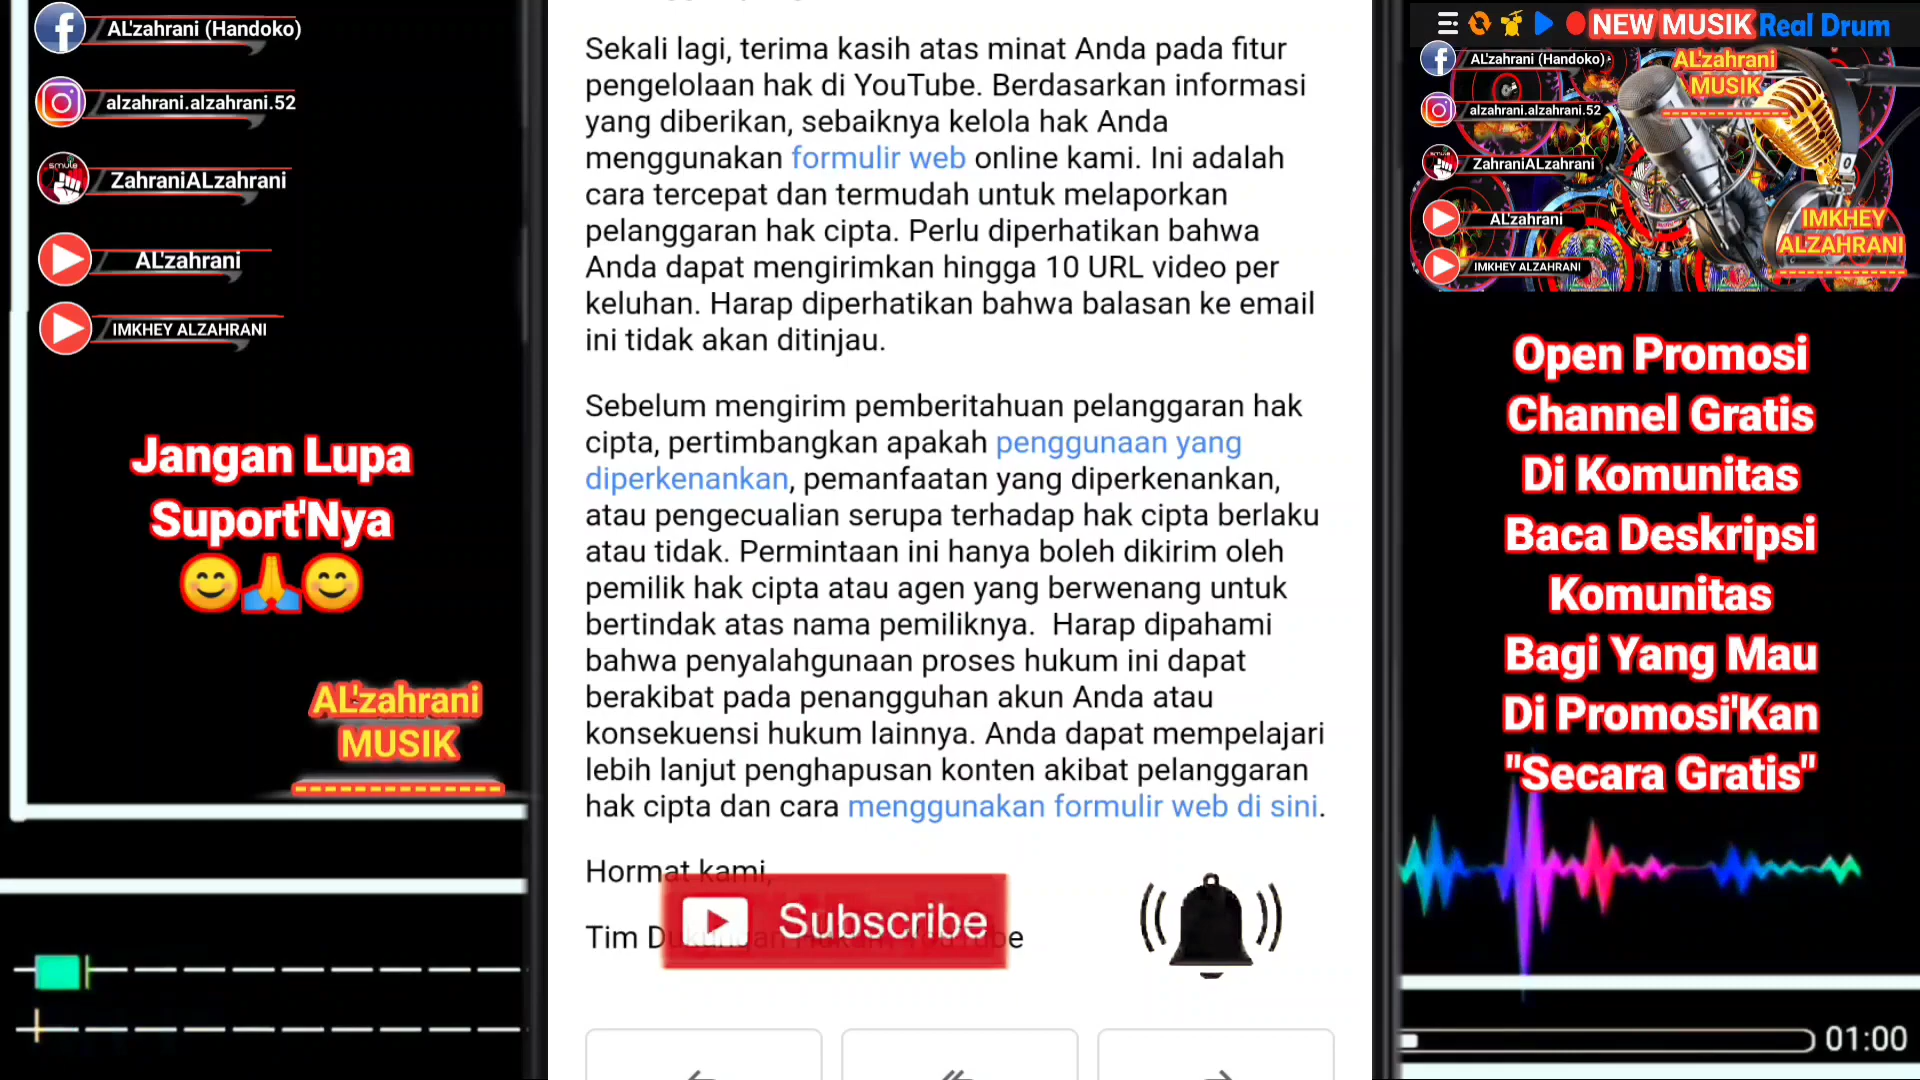 AL'zahrani (Handoko)
alzahrani.alzahrani.52
smule
ZahraniALzahrani
AL'zahrani
IMKHEY ALZAHRANI
Jangan Lupa
Suport'Nya
😊🙏😊
AL'zahrani
MUSIK
Sekali lagi, terima kasih atas minat Anda pada fitur
pengelolaan hak di YouTube. Berdasarkan informasi
yang diberikan, sebaiknya kelola hak Anda
menggunakan formulir web online kami. Ini adalah
cara tercepat dan termudah untuk melaporkan
pelanggaran hak cipta. Perlu diperhatikan bahwa
Anda dapat mengirimkan hingga 10 URL video per
keluhan. Harap diperhatikan bahwa balasan ke email
ini tidak akan ditinjau.
Sebelum mengirim pemberitahuan pelanggaran hak
cipta, pertimbangkan apakah penggunaan yang
diperkenankan, pemanfaatan yang diperkenankan,
atau pengecualian serupa terhadap hak cipta berlaku
atau tidak. Permintaan ini hanya boleh dikirim oleh
pemilik hak cipta atau agen yang berwenang untuk
bertindak atas nama pemiliknya. Harap dipahami
bahwa penyalahgunaan proses hukum ini dapat
berakibat pada penangguhan akun Anda atau
konsekuensi hukum lainnya. Anda dapat mempelajari
lebih lanjut penghapusan konten akibat pelanggaran
hak cipta dan cara menggunakan formulir web di sini.
Hormat kami,
Tim Dukungan Hukum YouTube
Subscribe
NEW MUSIK Real Drum
AL'zahrani (Handoko)
alzahrani.alzahrani.52
ZahraniALzahrani
AL'zahrani
IMKHEY ALZAHRANI
AL'zahrani
MUSIK
IMKHEY
ALZAHRANI
Open Promosi
Channel Gratis
Di Komunitas
Baca Deskripsi
Komunitas
Bagi Yang Mau
Di Promosi'Kan
"Secara Gratis"
01:00